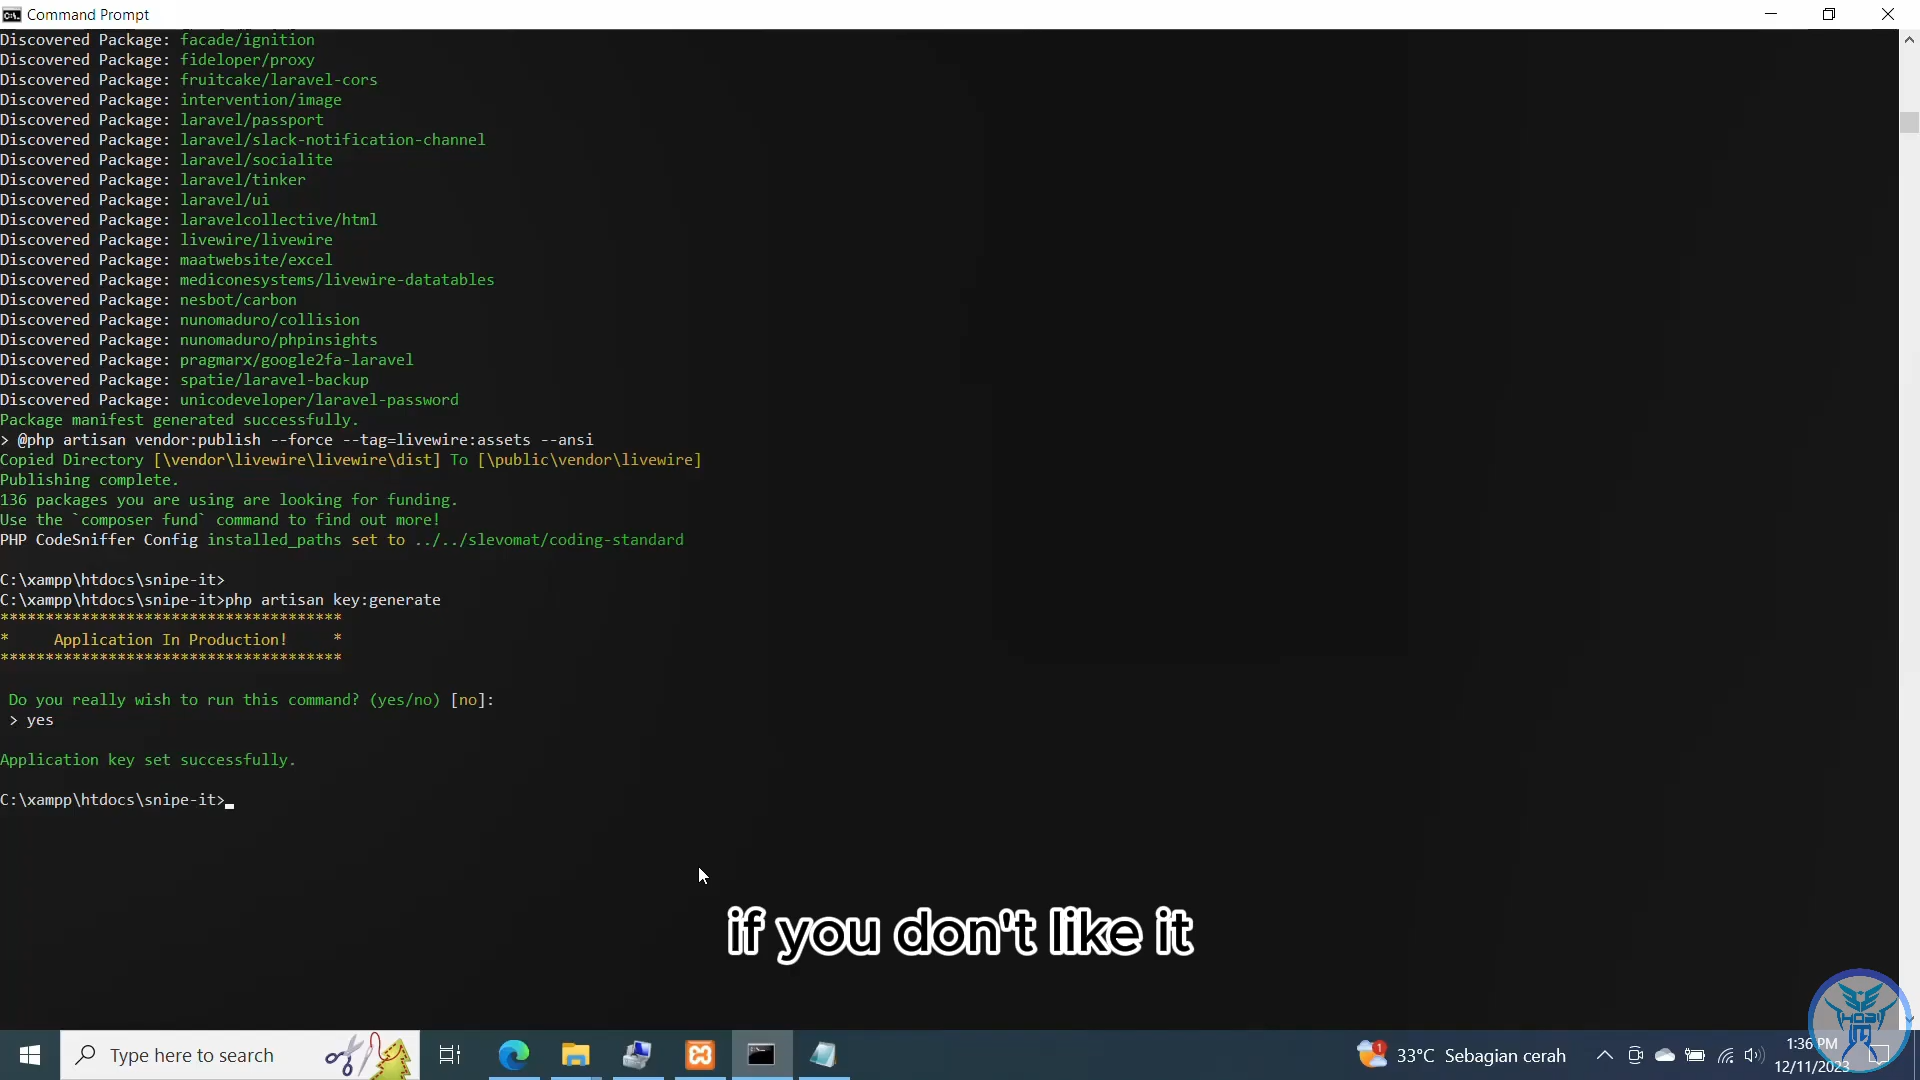 Command Prompt
Discovered Package: facade/ignition
Discovered Package: fideloper/proxy
Discovered Package: fruitcake/laravel-cors
Discovered Package: intervention/image
Discovered Package: laravel/passport
Discovered Package: laravel/slack-notification-channel
Discovered Package: laravel/socialite
Discovered Package: laravel/tinker
Discovered Package: laravel/ui
Discovered Package: laravelcollective/html
Discovered Package: livewire/livewire
Discovered Package: maatwebsite/excel
Discovered Package: mediconesystems/livewire-datatables
Discovered Package: nesbot/carbon
Discovered Package: nunomaduro/collision
Discovered Package: nunomaduro/phpinsights
Discovered Package: pragmarx/google2fa-laravel
Discovered Package: spatie/laravel-backup
Discovered Package: unicodeveloper/laravel-password
Package manifest generated successfully.
> @php artisan vendor:publish --force --tag=livewire:assets --ansi
Copied Directory [\vendor\livewire\livewire\dist] To [\public\vendor\livewire]
Publishing complete.
136 packages you are using are looking for funding.
Use the `composer fund` command to find out more!
PHP CodeSniffer Config installed_paths set to ../../slevomat/coding-standard
C:\xampp\htdocs\snipe-it>
C:\xampp\htdocs\snipe-it>php artisan key:generate
**************************************
*     Application In Production!     *
**************************************
Do you really wish to run this command? (yes/no) [no]:
> yes
Application key set successfully.
C:\xampp\htdocs\snipe-it>
if you don't like it
Type here to search
1
33°C Sebagian cerah
1:36 PM
12/11/2023